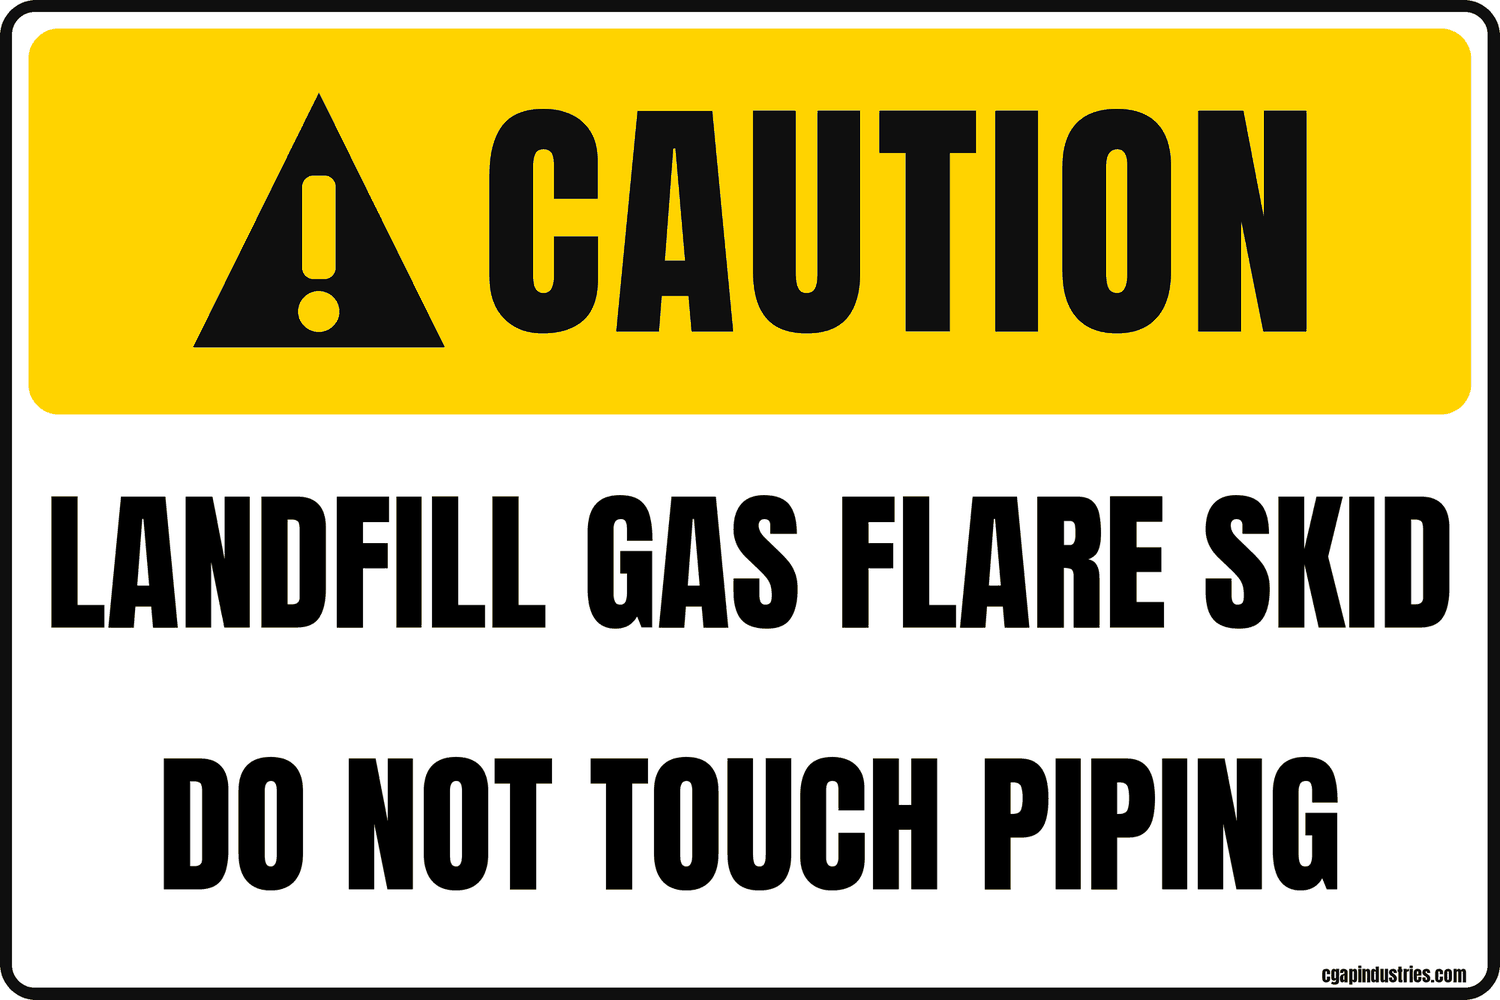 CAUTION
LANDFILL GAS FLARE SKID
DO NOT TOUCH PIPING
cgapindustries.com